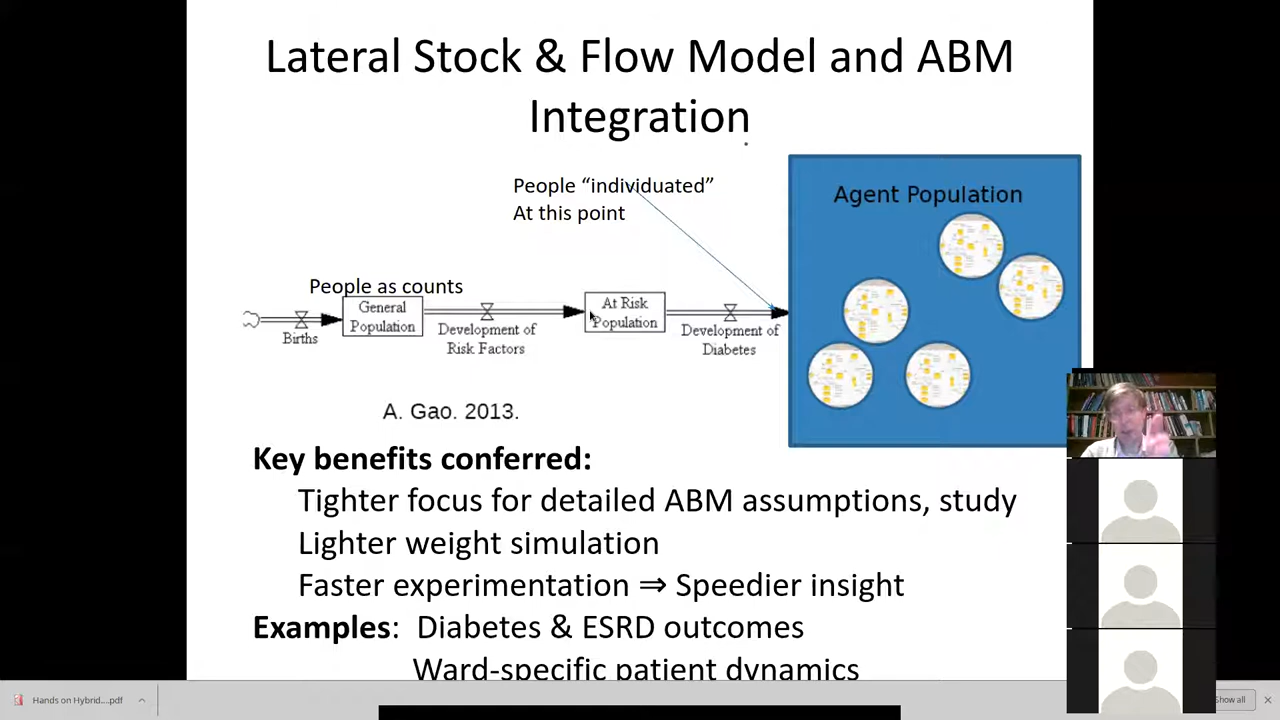 Lateral Stock & Flow Model and ABM
Integration
People “individuated”
At this point
Agent Population
People as counts
General
Population
At Risk
Population
Births
Development of
Risk Factors
Development of
Diabetes
A. Gao. 2013.
Key benefits conferred:
Tighter focus for detailed ABM assumptions, study
Lighter weight simulation
Faster experimentation ⇒ Speedier insight
Examples: Diabetes & ESRD outcomes
Ward-specific patient dynamics
Hands on Hybrid....pdf
Show all